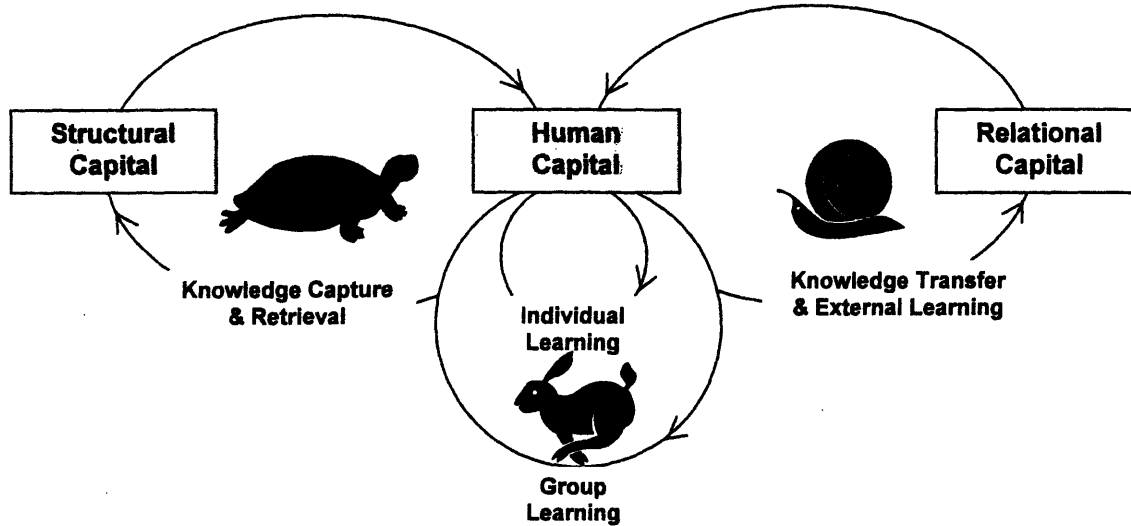 Structural
Capital
Human
Capital
Relational
Capital
Knowledge Capture
& Retrieval
Individual
Learning
Knowledge Transfer
& External Learning
Group
Learning